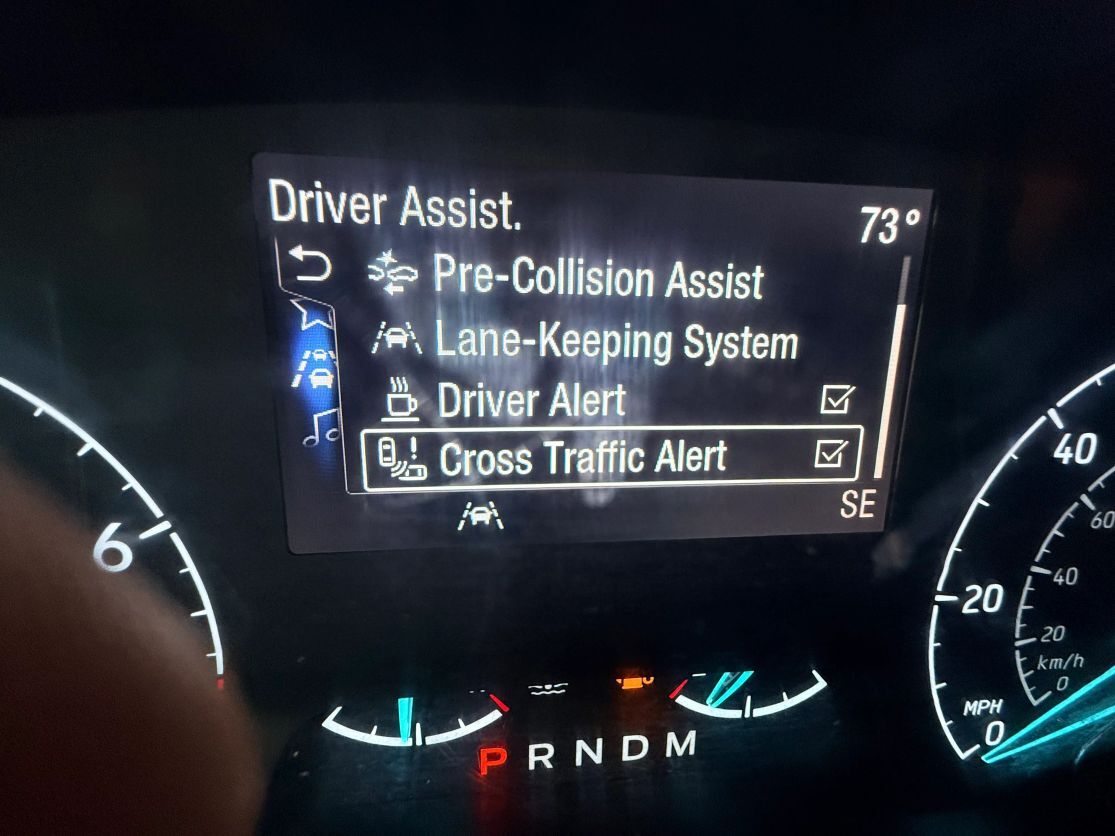 Driver Assist.
73°
Pre-Collision Assist
Lane-Keeping System
Driver Alert
Cross Traffic Alert
SE
6
40
60
40
20
20
km/h
0
MPH
0
P R N D M